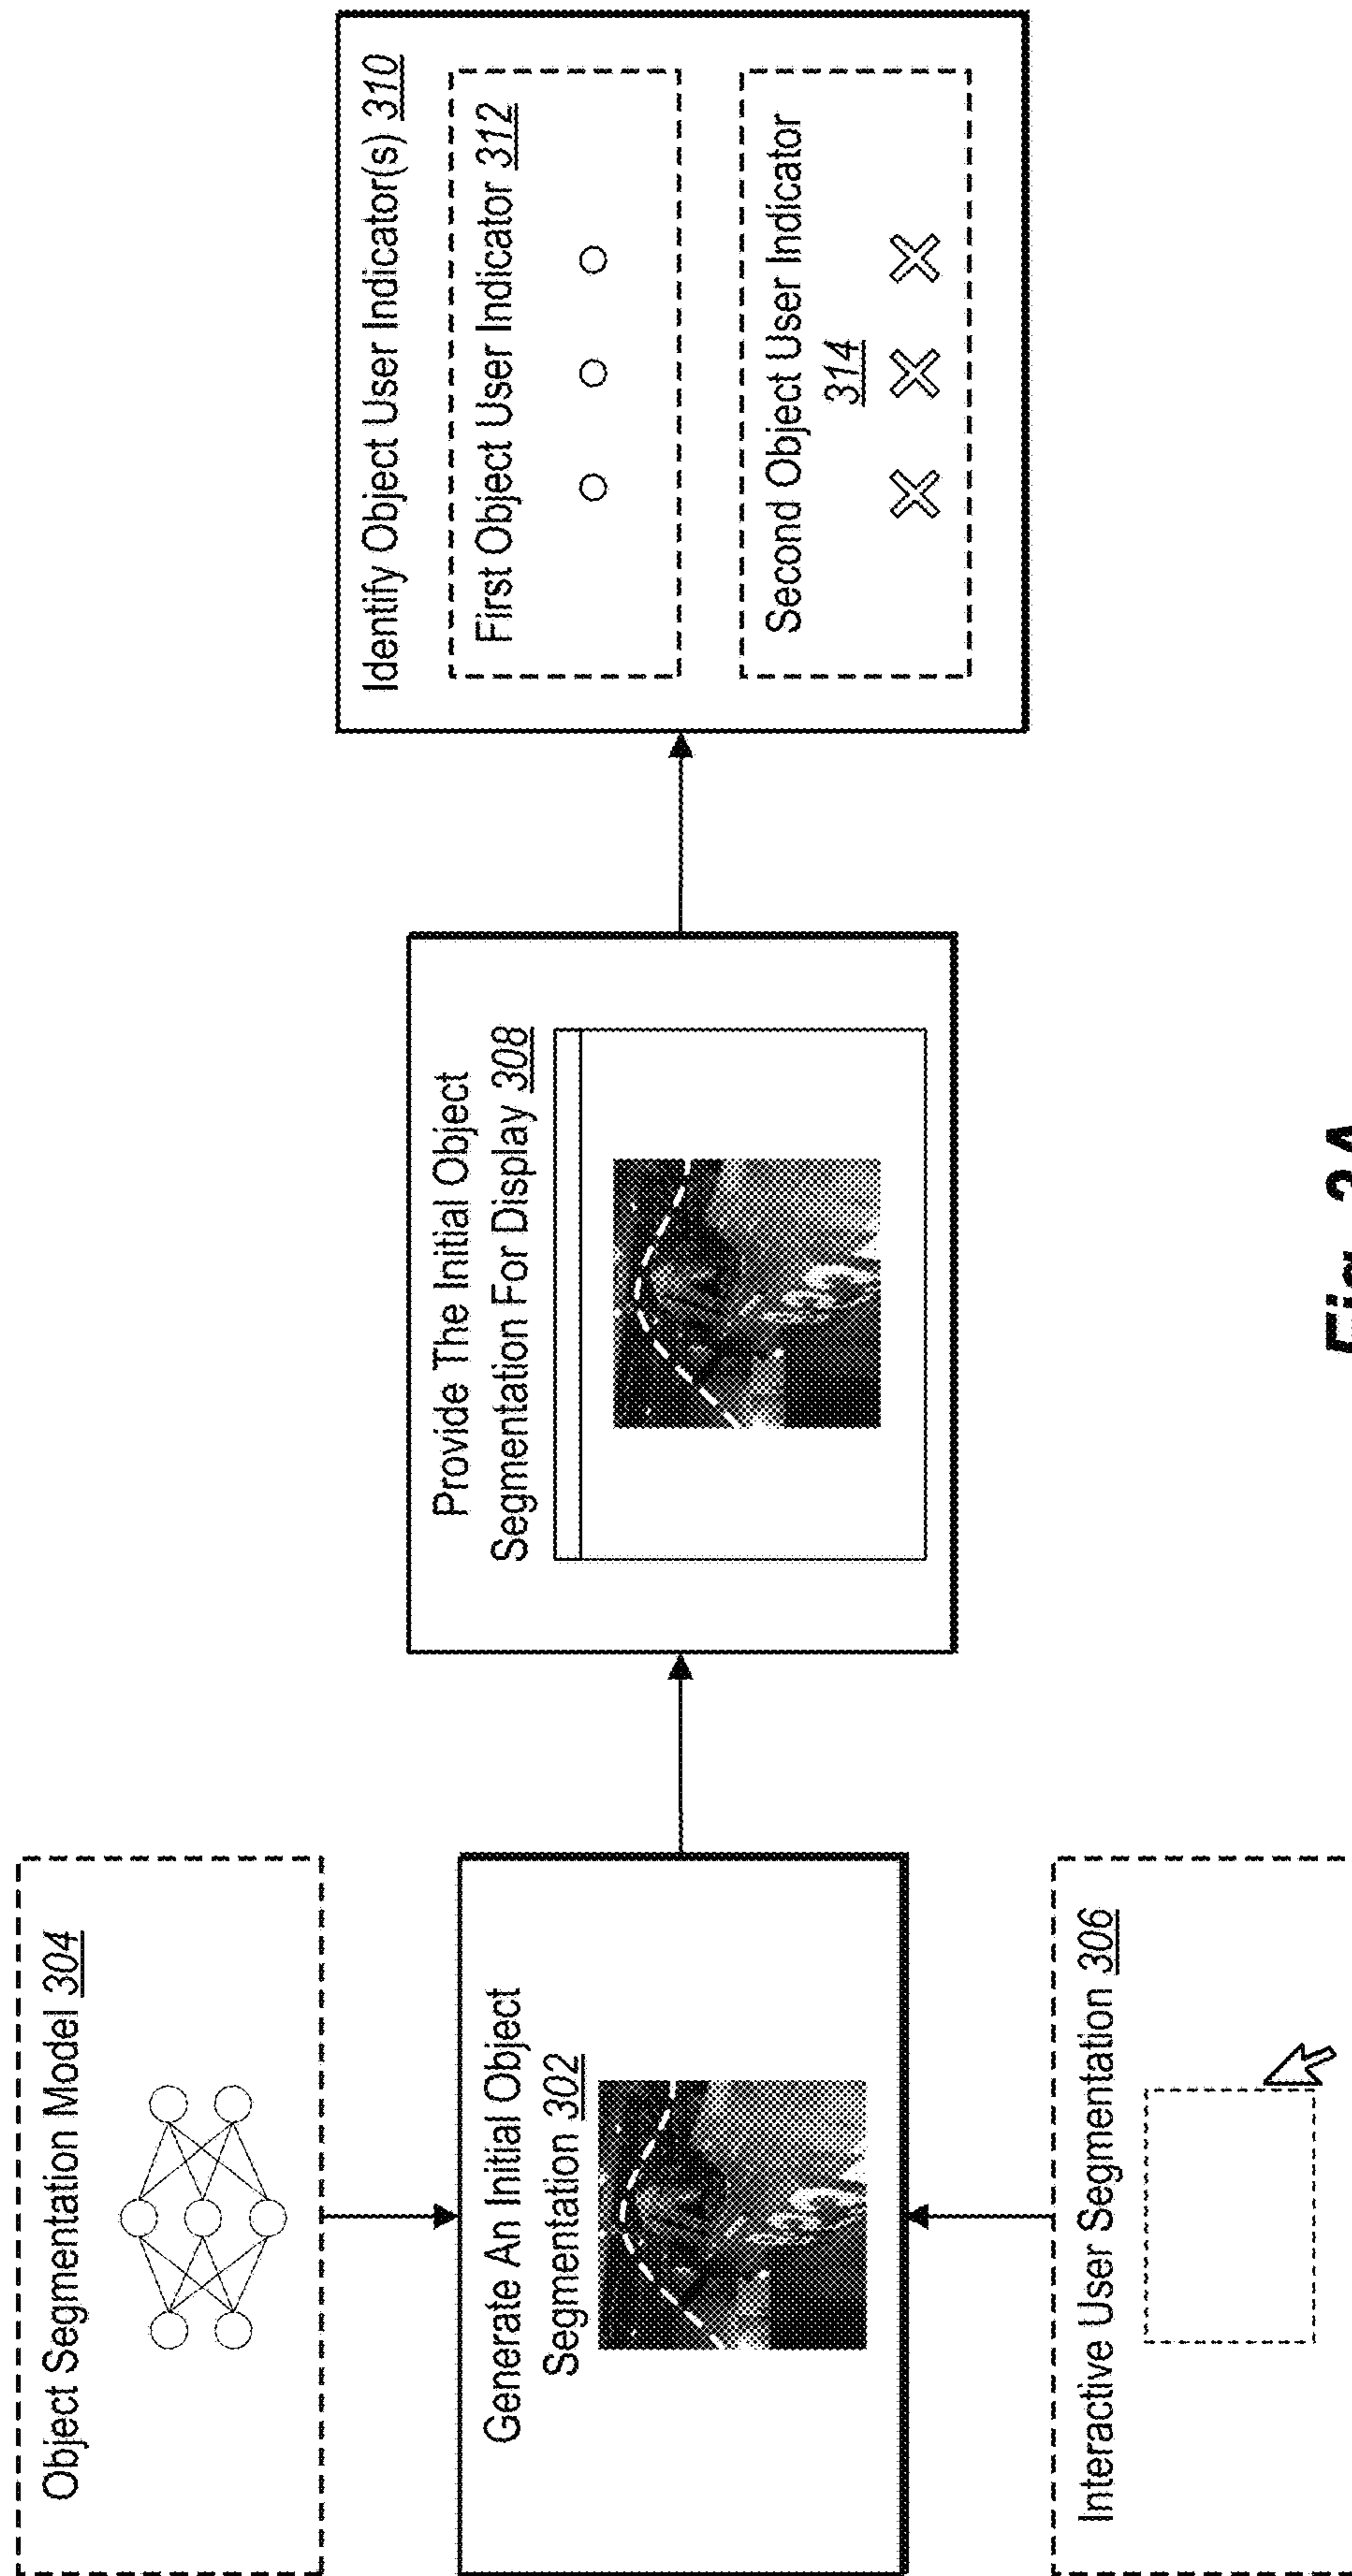 Object Segmentation Model 304
Generate An Initial Object
Segmentation 302
Interactive User Segmentation 306
Provide The Initial Object
Segmentation For Display 308
Identify Object User Indicator(s) 310
First Object User Indicator 312
Second Object User Indicator
314
Fig. 3A